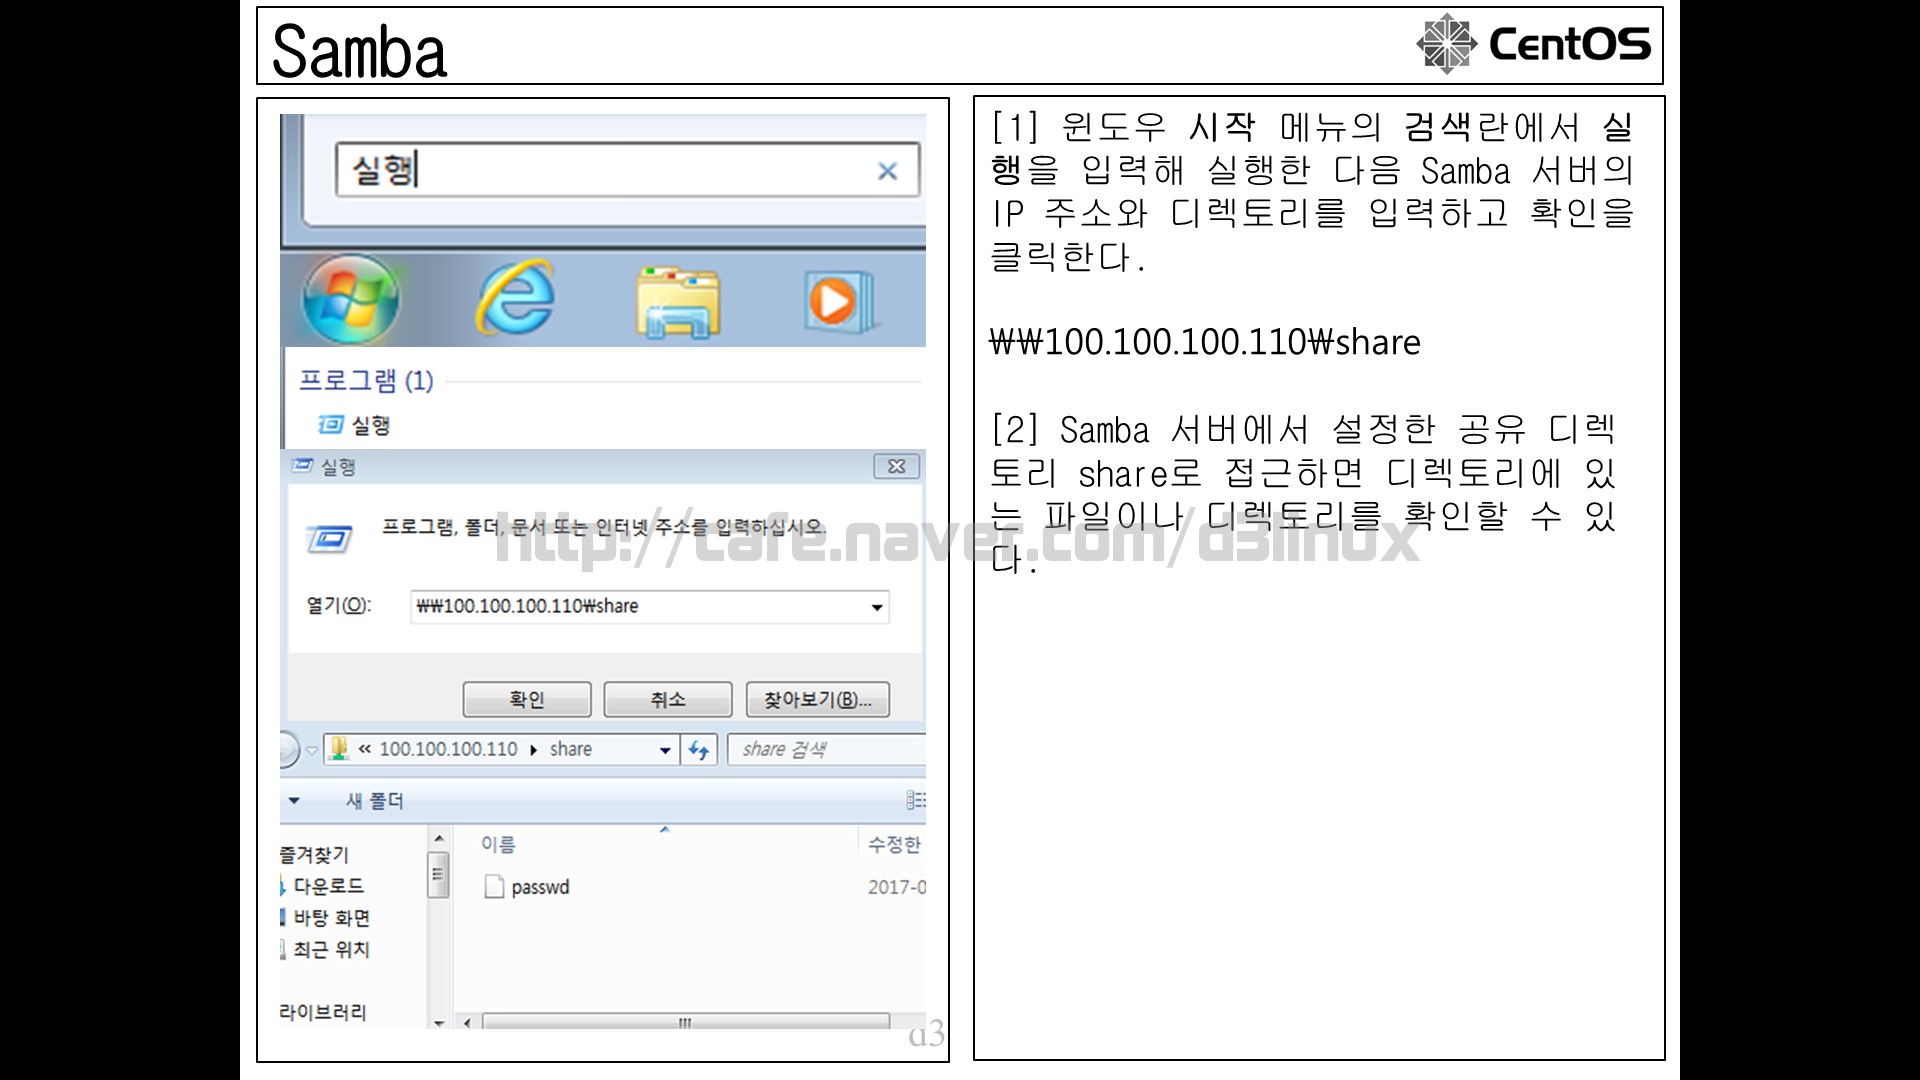 Samba
CentOS
실행
프로그램 (1)
실행
실행
프로그램, 폴더, 문서 또는 인터넷 주소를 입력하십시오.
열기(O):
₩₩100.100.100.110₩share
확인
취소
찾아보기(B)...
« 100.100.100.110 ▸ share
share 검색
새 폴더
즐겨찾기
다운로드
바탕 화면
최근 위치
라이브러리
이름
수정한
passwd
2017-0
d3
[1] 윈도우 시작 메뉴의 검색란에서 실
행을 입력해 실행한 다음 Samba 서버의
IP 주소와 디렉토리를 입력하고 확인을
클릭한다.
₩₩100.100.100.110₩share
[2] Samba 서버에서 설정한 공유 디렉
토리 share로 접근하면 디렉토리에 있
는 파일이나 디렉토리를 확인할 수 있
다.
http://cafe.naver.com/d3linux